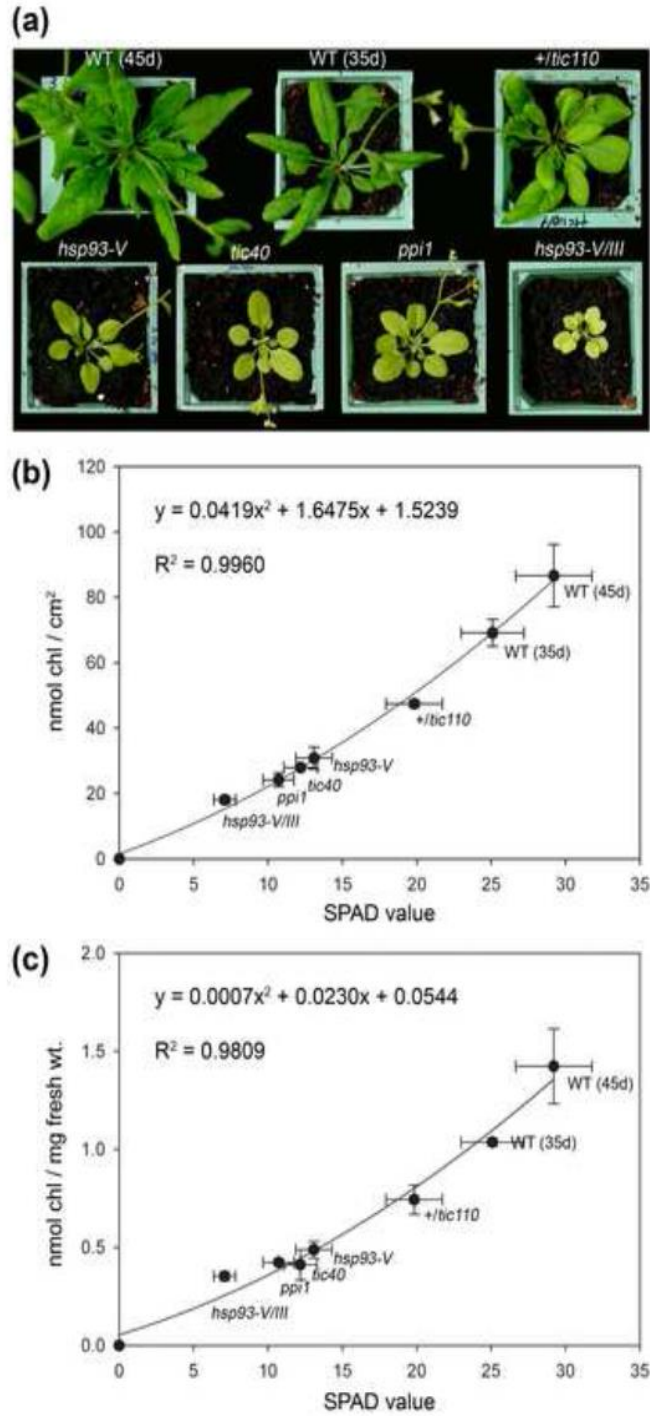 (a)
WT (45d) WT (35d) +/tic110
hsp93-V tic40 ppi1 hsp93-V/III
(b)
120
100
80
60
40
20
0
nmol chl / cm²
y = 0.0419x² + 1.6475x + 1.5239
R² = 0.9960
WT (45d)
WT (35d)
+/tic110
hsp93-V
tic40
ppi1
hsp93-V/III
0 5 10 15 20 25 30 35
SPAD value
(c)
2.0
1.5
1.0
0.5
0.0
nmol chl / mg fresh wt.
y = 0.0007x² + 0.0230x + 0.0544
R² = 0.9809
WT (45d)
WT (35d)
+/tic110
hsp93-V
tic40
ppi1
hsp93-V/III
0 5 10 15 20 25 30 35
SPAD value